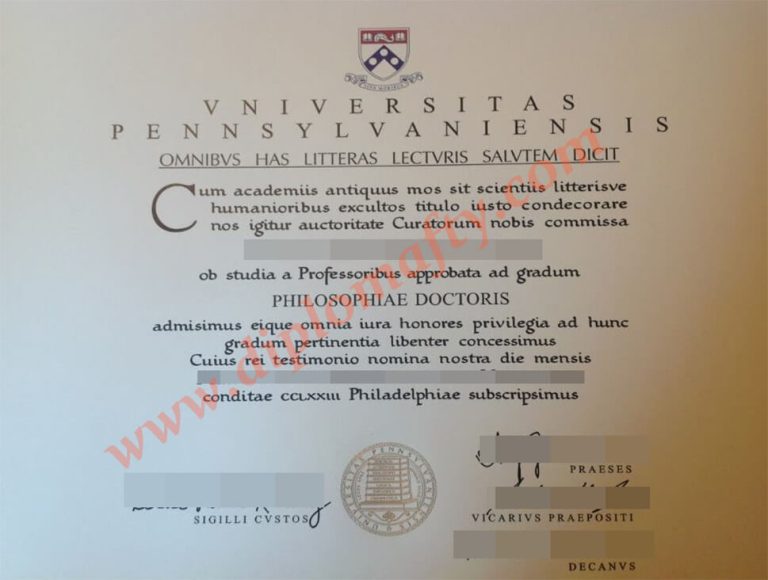 VNIVERSITAS
PENNSYLVANIENSIS
OMNIBVS HAS LITTERAS LECTVRIS SALVTEM DICIT
Cum academiis antiquus mos sit scientiis litterisve
humanioribus excultos titulo iusto condecorare
nos igitur auctoritate Curatorum nobis commissa
ob studia a Professoribus approbata ad gradum
PHILOSOPHIAE DOCTORIS
admisimus eique omnia iura honores privilegia ad hunc
gradum pertinentia libenter concessimus
Cuius rei testimonio nomina nostra die mensis
conditae CCLXXIII Philadelphiae subscripsimus
PRAESES
SIGILLI CVSTOS
VICARIVS PRAEPOSITI
DECANVS
www.diplomafty.com